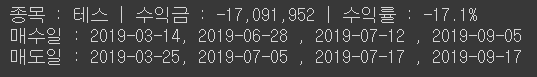 종목 : 테스 | 수익금 : -17,091,952 | 수익률 : -17.1%
매수일 : 2019-03-14, 2019-06-28 , 2019-07-12 , 2019-09-05
매도일 : 2019-03-25, 2019-07-05 , 2019-07-17 , 2019-09-17